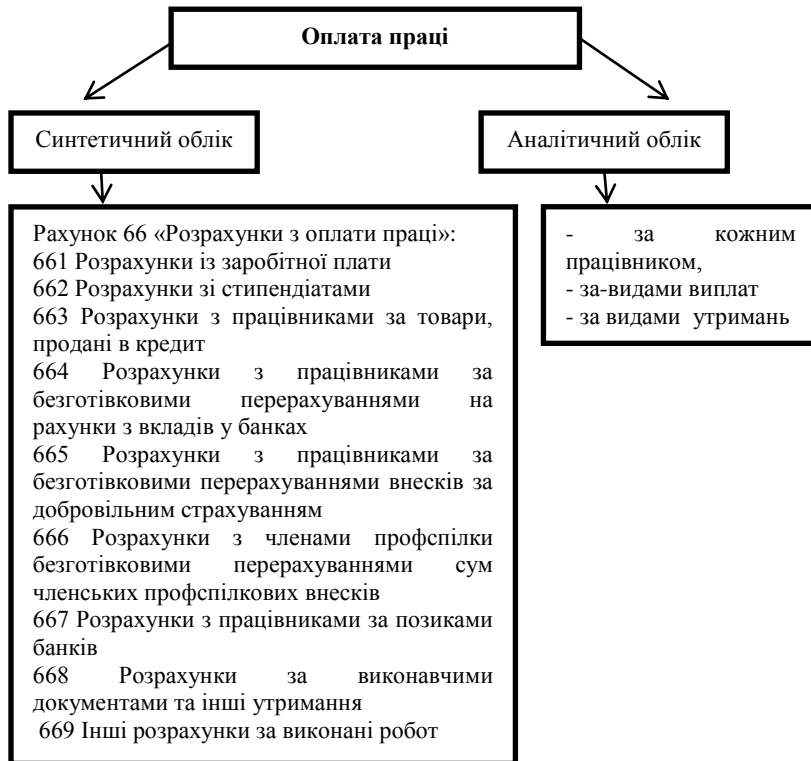 Оплата праці
Синтетичний облік
Аналітичний облік
Рахунок 66 «Розрахунки з оплати праці»:
661 Розрахунки із заробітної плати
662 Розрахунки зі стипендіатами
663 Розрахунки з працівниками за товари,
продані в кредит
664 Розрахунки з працівниками за
безготівковими перерахуваннями на
рахунки з вкладів у банках
665 Розрахунки з працівниками за
безготівковими перерахуваннями внесків за
добровільним страхуванням
666 Розрахунки з членами профспілки
безготівковими перерахуваннями сум
членських профспілкових внесків
667 Розрахунки з працівниками за позиками
банків
668 Розрахунки за виконавчими
документами та інші утримання
669 Інші розрахунки за виконані робот
- за кожним
працівником,
- за-видами виплат
- за видами утримань